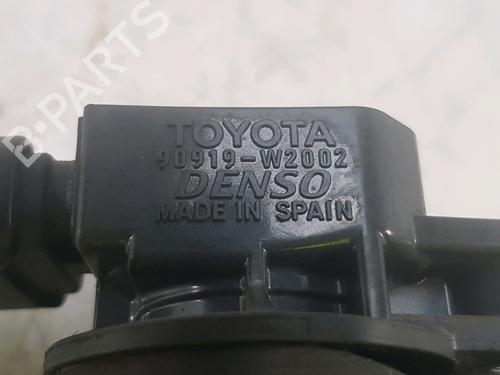 B-PARTS
TOYOTA
90919-W2002
DENSO
MADE IN SPAIN